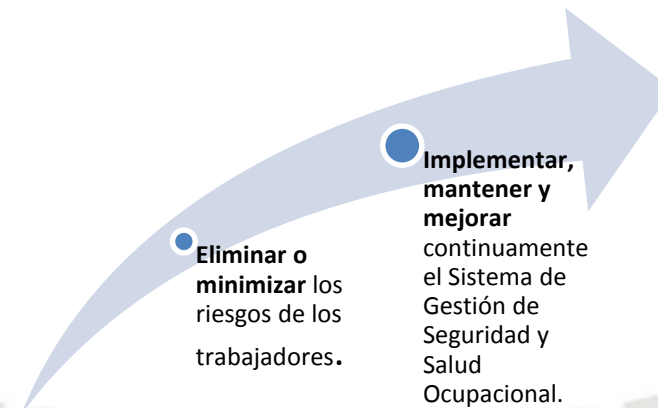 Eliminar o
minimizar los
riesgos de los
trabajadores.
Implementar,
mantener y
mejorar
continuamente
el Sistema de
Gestión de
Seguridad y
Salud
Ocupacional.